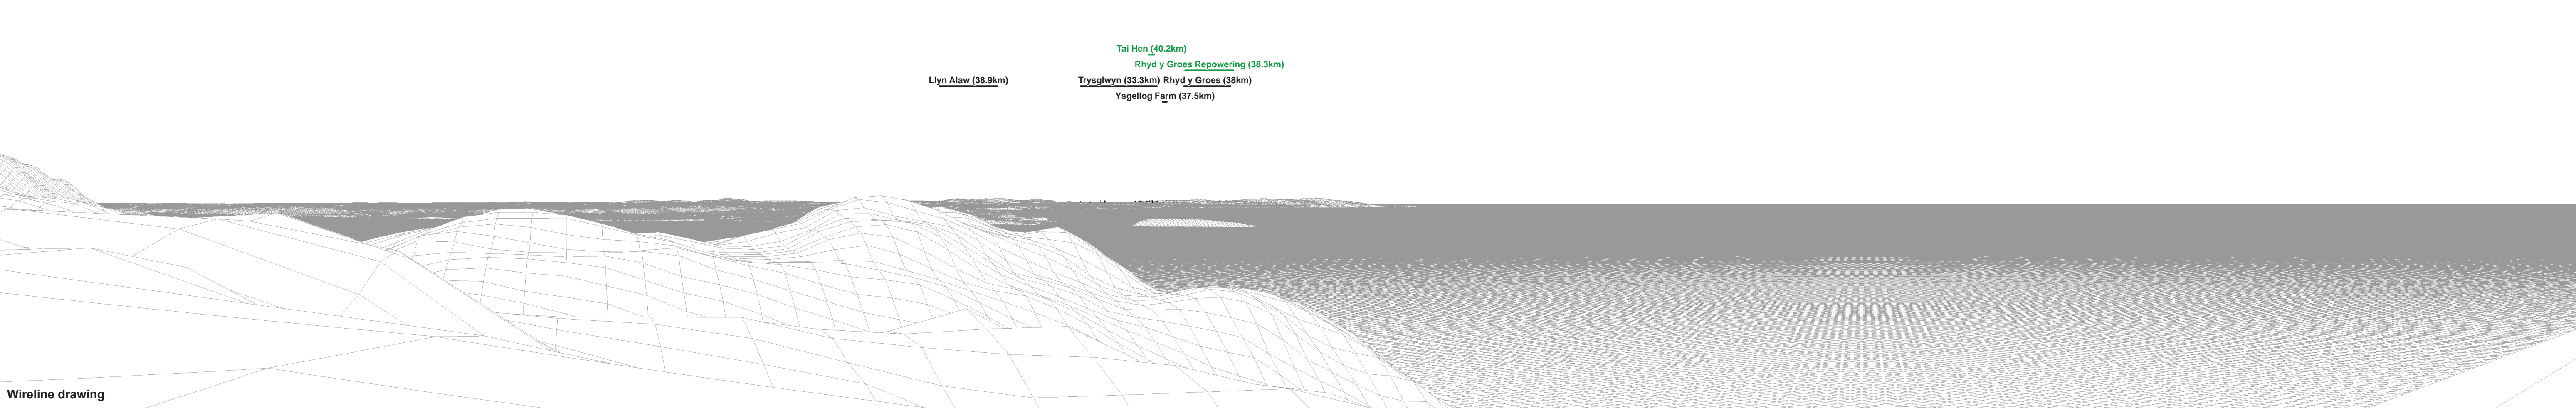 Tai Hen (40.2km)
Rhyd y Groes Repowering (38.3km)
Llyn Alaw (38.9km) Trysglwyn (33.3km) Rhyd y Groes (38km)
Ysgellog Farm (37.5km)
Wireline drawing